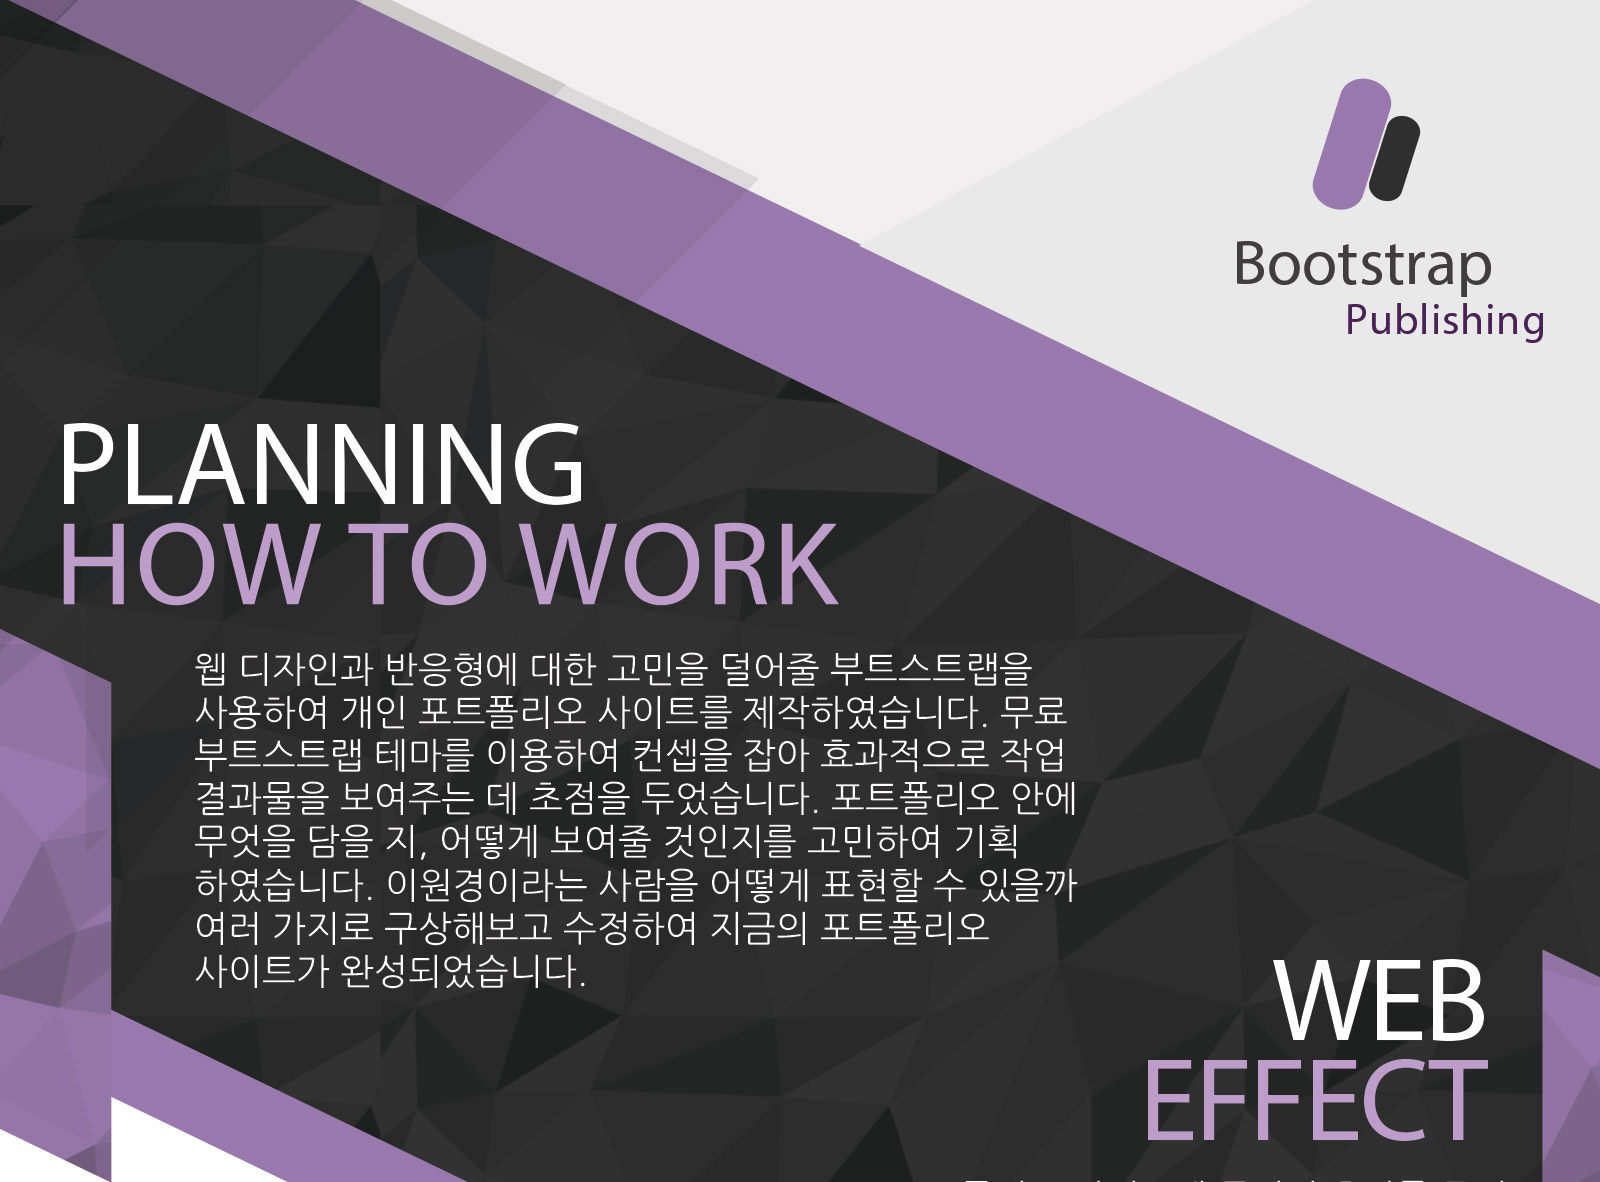 Bootstrap
Publishing
PLANNING
HOW TO WORK
웹 디자인과 반응형에 대한 고민을 덜어줄 부트스트랩을
사용하여 개인 포트폴리오 사이트를 제작하였습니다. 무료
부트스트랩 테마를 이용하여 컨셉을 잡아 효과적으로 작업
결과물을 보여주는 데 초점을 두었습니다. 포트폴리오 안에
무엇을 담을 지, 어떻게 보여줄 것인지를 고민하여 기획
하였습니다. 이원경이라는 사람을 어떻게 표현할 수 있을까
여러 가지로 구상해보고 수정하여 지금의 포트폴리오
사이트가 완성되었습니다.
WEB
EFFECT